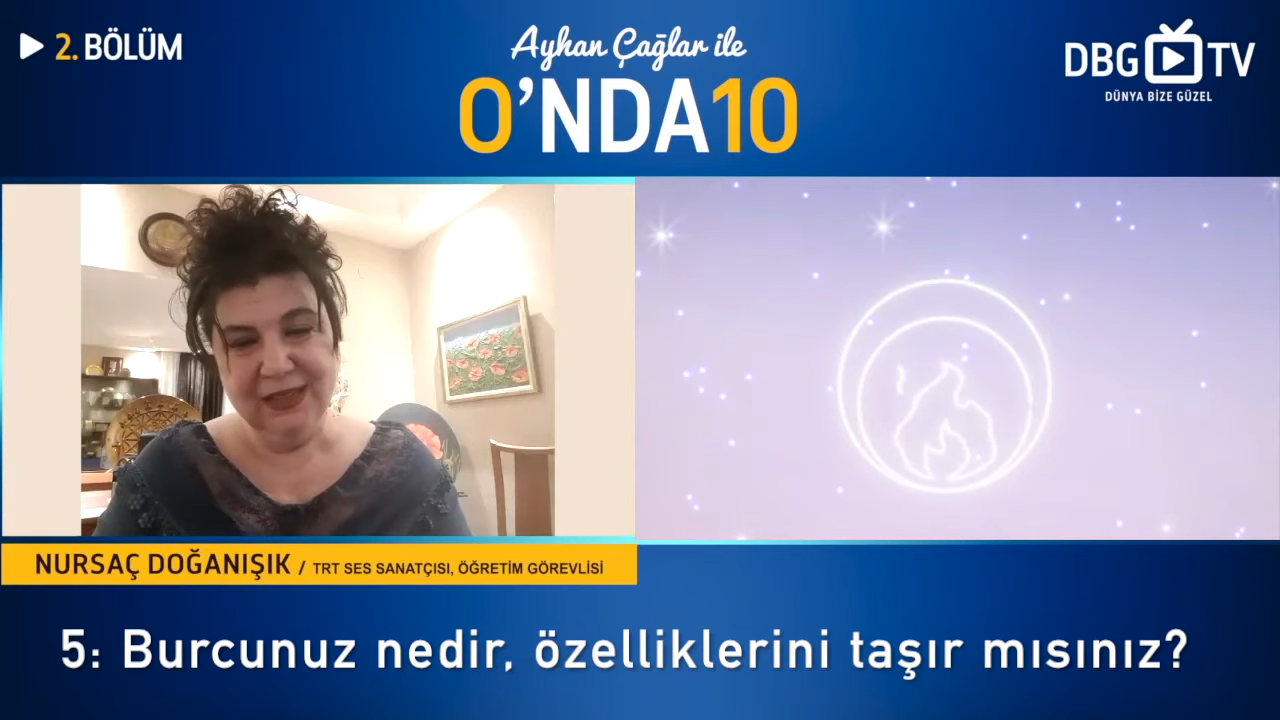 2. BÖLÜM
Ayhan Çağlar ile
O'NDA10
DBG TV
DÜNYA BİZE GÜZEL
NURSAÇ DOĞANIŞIK / TRT SES SANATÇISI, ÖĞRETİM GÖREVLİSİ
5: Burcunuz nedir, özelliklerini taşır mısınız?